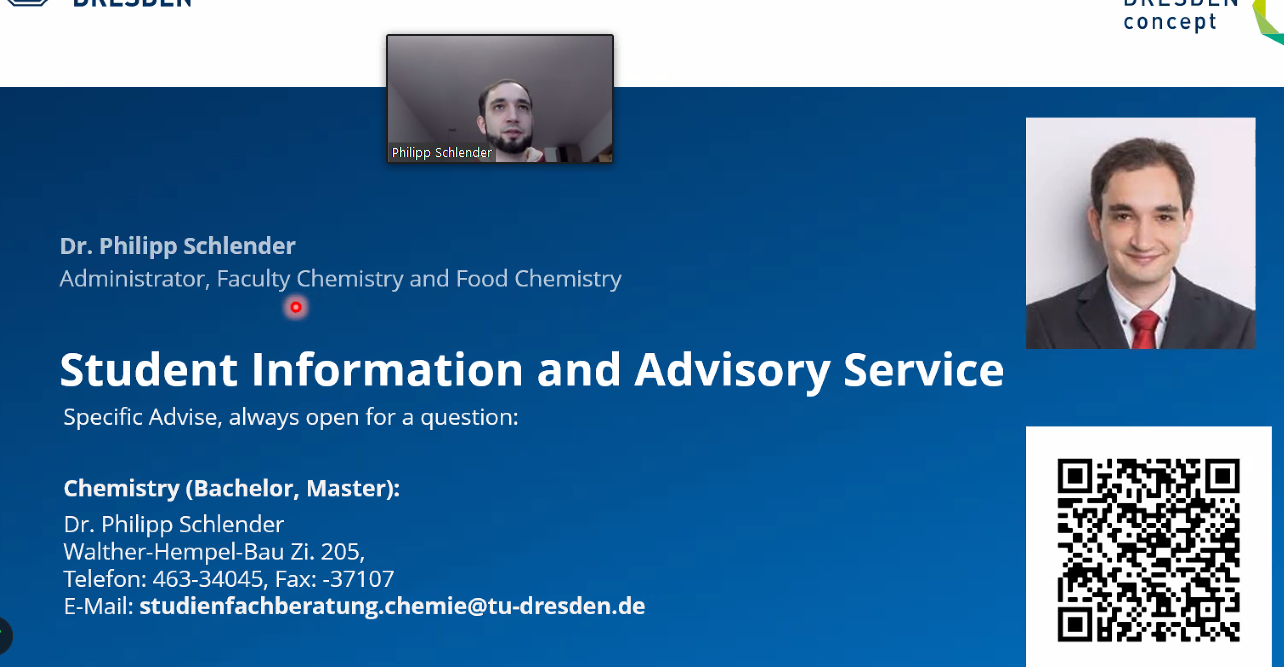 DRESDEN
DRESDEN
concept
Philipp Schlender
Dr. Philipp Schlender
Administrator, Faculty Chemistry and Food Chemistry
Student Information and Advisory Service
Specific Advise, always open for a question:
Chemistry (Bachelor, Master):
Dr. Philipp Schlender
Walther-Hempel-Bau Zi. 205,
Telefon: 463-34045, Fax: -37107
E-Mail: studienfachberatung.chemie@tu-dresden.de